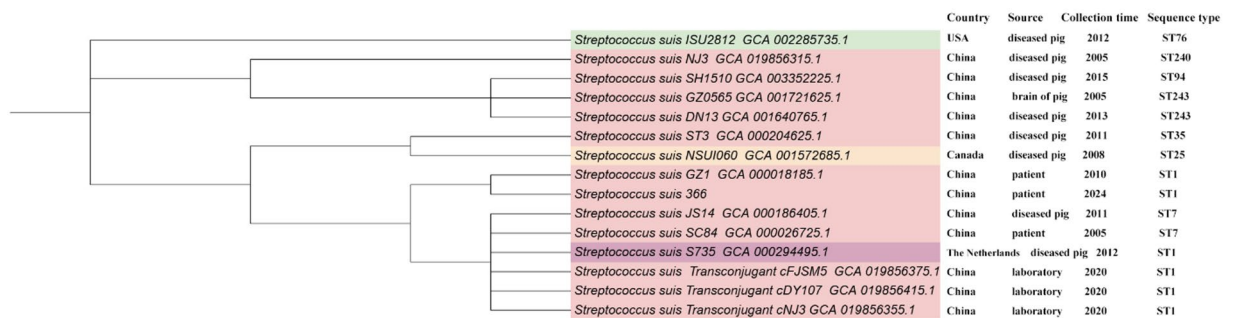 Country Source Collection time Sequence type
Streptococcus suis ISU2812 GCA 002285735.1 USA diseased pig 2012 ST76
Streptococcus suis NJ3 GCA 019856315.1 China diseased pig 2005 ST240
Streptococcus suis SH1510 GCA 003352225.1 China diseased pig 2015 ST94
Streptococcus suis GZ0565 GCA 001721625.1 China brain of pig 2005 ST243
Streptococcus suis DN13 GCA 001640765.1 China diseased pig 2013 ST243
Streptococcus suis ST3 GCA 000204625.1 China diseased pig 2011 ST35
Streptococcus suis NSUI060 GCA 001572685.1 Canada diseased pig 2008 ST25
Streptococcus suis GZ1 GCA 000018185.1 China patient 2010 ST1
Streptococcus suis 366 China patient 2024 ST1
Streptococcus suis JS14 GCA 000186405.1 China diseased pig 2011 ST7
Streptococcus suis SC84 GCA 000026725.1 China patient 2005 ST7
Streptococcus suis S735 GCA 000294495.1 The Netherlands diseased pig 2012 ST1
Streptococcus suis Transconjugant cFJSM5 GCA 019856375.1 China laboratory 2020 ST1
Streptococcus suis Transconjugant cDY107 GCA 019856415.1 China laboratory 2020 ST1
Streptococcus suis Transconjugant cNJ3 GCA 019856355.1 China laboratory 2020 ST1